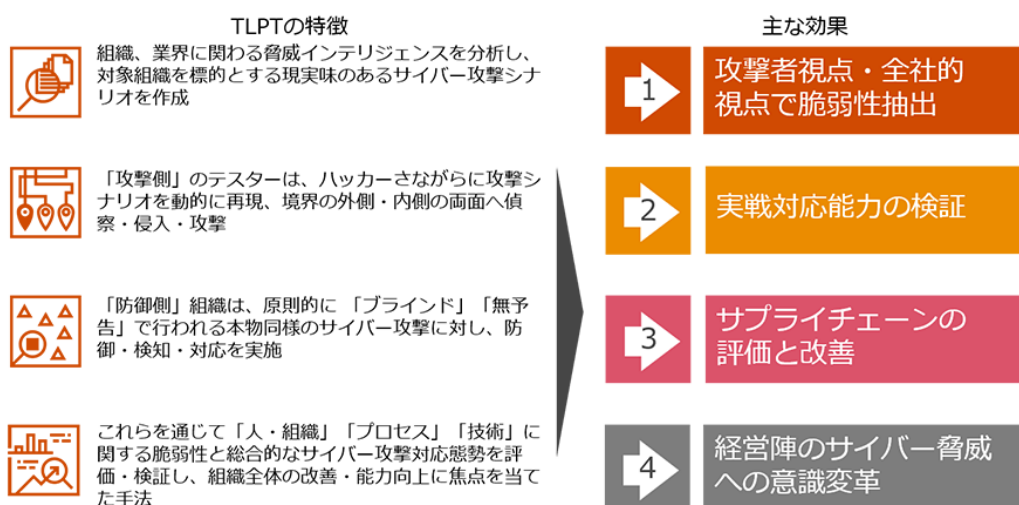 TLPTの特徴
組織、業界に関わる脅威インテリジェンスを分析し、
対象組織を標的とする現実味のあるサイバー攻撃シナ
リオを作成
「攻撃側」のテスターは、ハッカーさながらに攻撃シ
ナリオを動的に再現、境界の外側・内側の両面へ偵
察・侵入・攻撃
「防御側」組織は、原則的に 「ブラインド」「無予
告」で行われる本物同様のサイバー攻撃に対し、防
御・検知・対応を実施
これらを通じて「人・組織」「プロセス」「技術」に
関する脆弱性と総合的なサイバー攻撃対応態勢を評
価・検証し、組織全体の改善・能力向上に焦点を当て
た手法
主な効果
1
攻撃者視点・全社的
視点で脆弱性抽出
2
実戦対応能力の検証
3
サプライチェーンの
評価と改善
4
経営陣のサイバー脅威
への意識変革